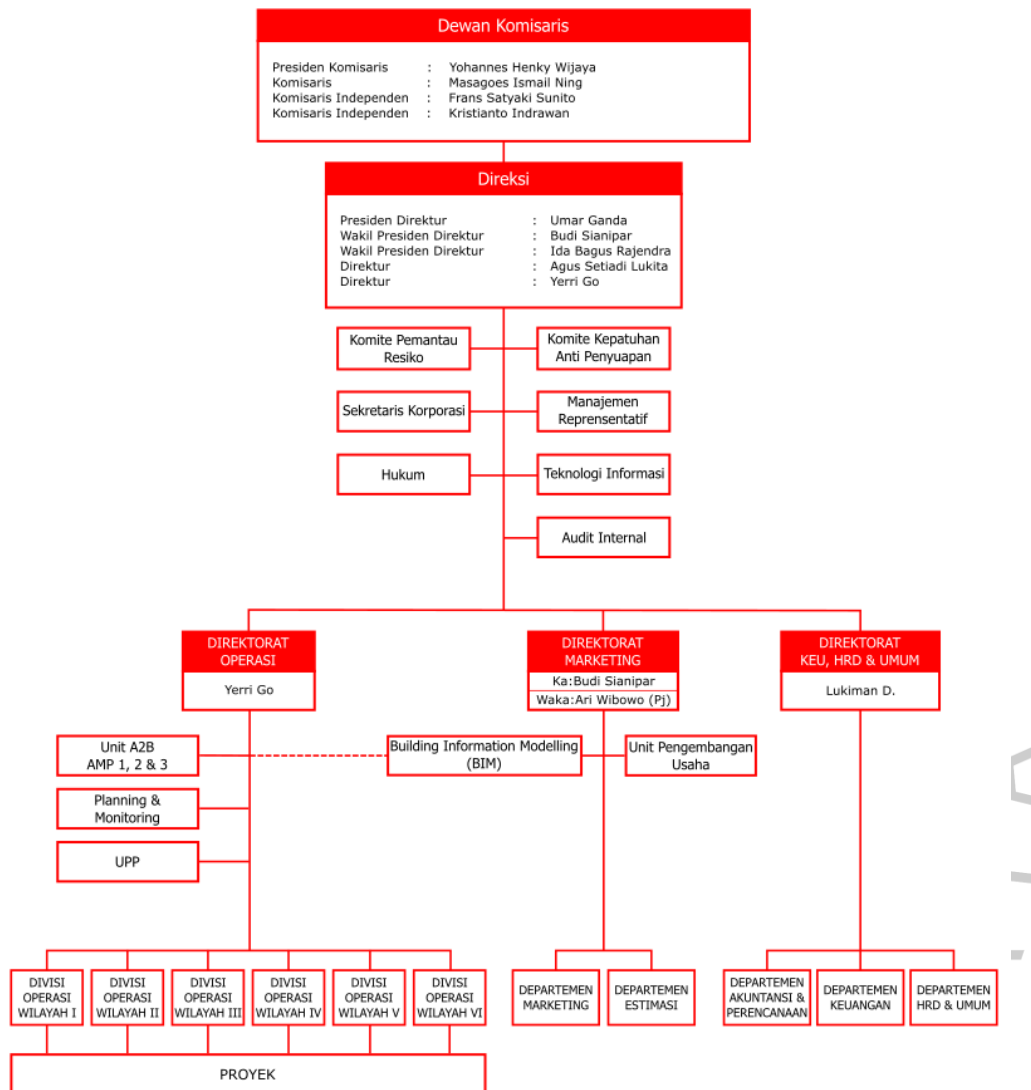 Dewan Komisaris
Presiden Komisaris : Yohannes Henky Wijaya
Komisaris : Masagoes Ismail Ning
Komisaris Independen : Frans Satyaki Sunito
Komisaris Independen : Kristianto Indrawan
Direksi
Presiden Direktur : Umar Ganda
Wakil Presiden Direktur : Budi Sianipar
Wakil Presiden Direktur : Ida Bagus Rajendra
Direktur : Agus Setiadi Lukita
Direktur : Yerri Go
Komite Pemantau
Resiko
Komite Kepatuhan
Anti Penyuapan
Sekretaris Korporasi
Manajemen
Reprensentatif
Hukum
Teknologi Informasi
Audit Internal
DIREKTORAT
OPERASI
Yerri Go
DIREKTORAT
MARKETING
Ka:Budi Sianipar
Waka:Ari Wibowo (Pj)
DIREKTORAT
KEU, HRD & UMUM
Lukiman D.
Unit A2B
AMP 1, 2 & 3
Building Information Modelling
(BIM)
Unit Pengembangan
Usaha
Planning &
Monitoring
UPP
DIVISI
OPERASI
WILAYAH I
DIVISI
OPERASI
WILAYAH II
DIVISI
OPERASI
WILAYAH III
DIVISI
OPERASI
WILAYAH IV
DIVISI
OPERASI
WILAYAH V
DIVISI
OPERASI
WILAYAH VI
DEPARTEMEN
MARKETING
DEPARTEMEN
ESTIMASI
DEPARTEMEN
AKUNTANSI &
PERENCANAAN
DEPARTEMEN
KEUANGAN
DEPARTEMEN
HRD & UMUM
PROYEK